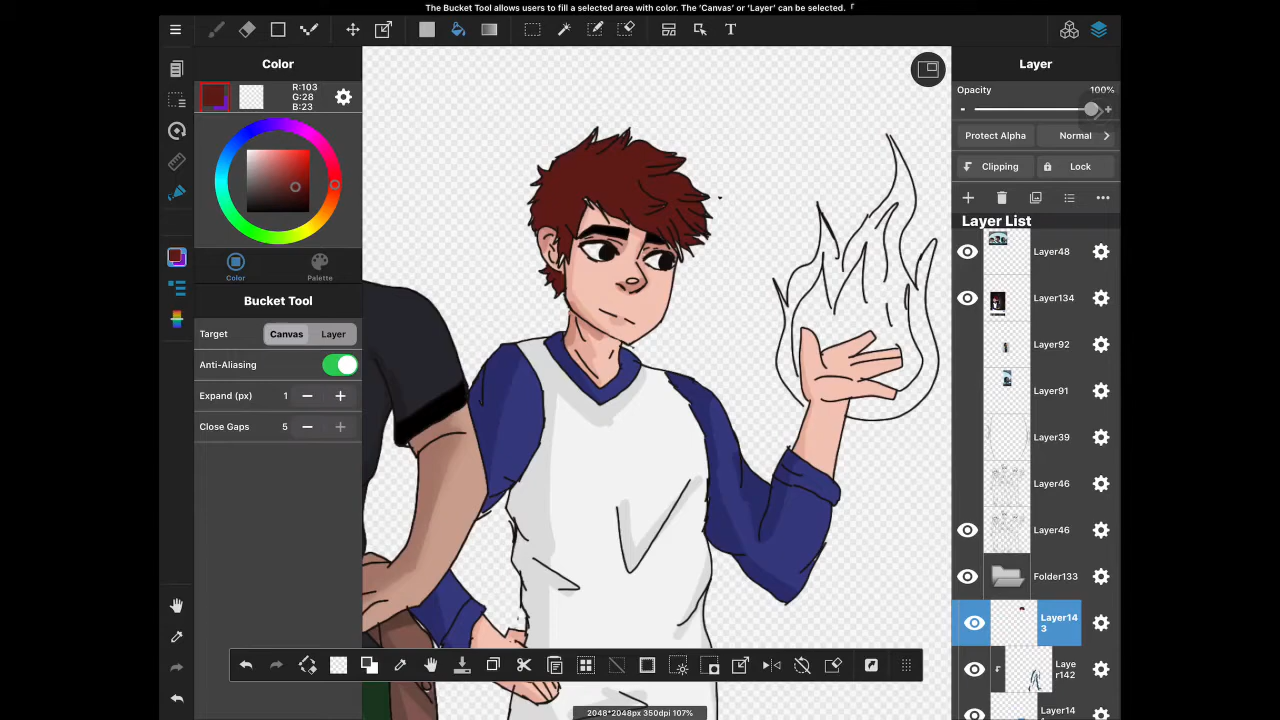 The Bucket Tool allows users to fill a selected area with color. The 'Canvas' or 'Layer' can be selected.
T
Color
R:103
G:28
B:23
Color
Palette
Bucket Tool
Target
Canvas
Layer
Anti-Aliasing
Expand (px)
1
Close Gaps
5
2048*2048px 350dpi 107%
Layer
Opacity
100%
Protect Alpha
Normal
Clipping
Lock
Layer List
Layer48
Layer134
Layer92
Layer91
Layer39
Layer46
Layer46
Folder133
Layer14
3
Laye
r142
Layer14